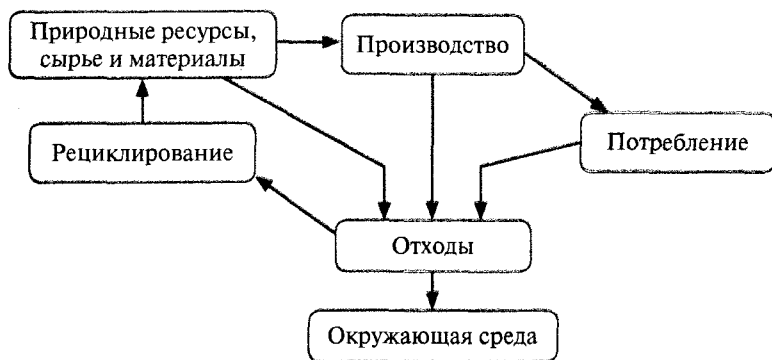 Природные ресурсы,
сырье и материалы
Производство
Рециклирование
Потребление
Отходы
Окружающая среда